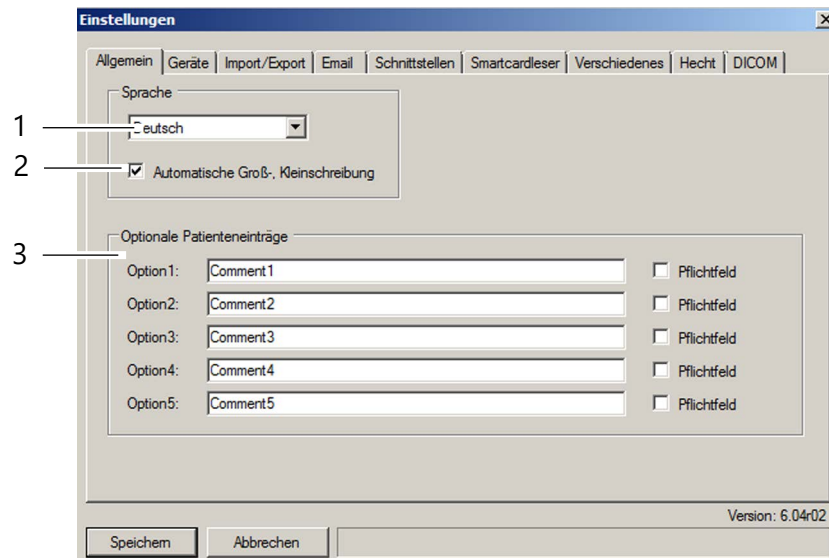 Einstellungen
Allgemein Geräte Import/Export Email Schnittstellen Smartcardleser Verschiedenes Hecht DICOM
Sprache
1 Deutsch
2 Automatische Groß-, Kleinschreibung
3 Optionale Patienteneinträge
Option1: Comment1 Pflichtfeld
Option2: Comment2 Pflichtfeld
Option3: Comment3 Pflichtfeld
Option4: Comment4 Pflichtfeld
Option5: Comment5 Pflichtfeld
Version: 6.04r02
Speichern Abbrechen